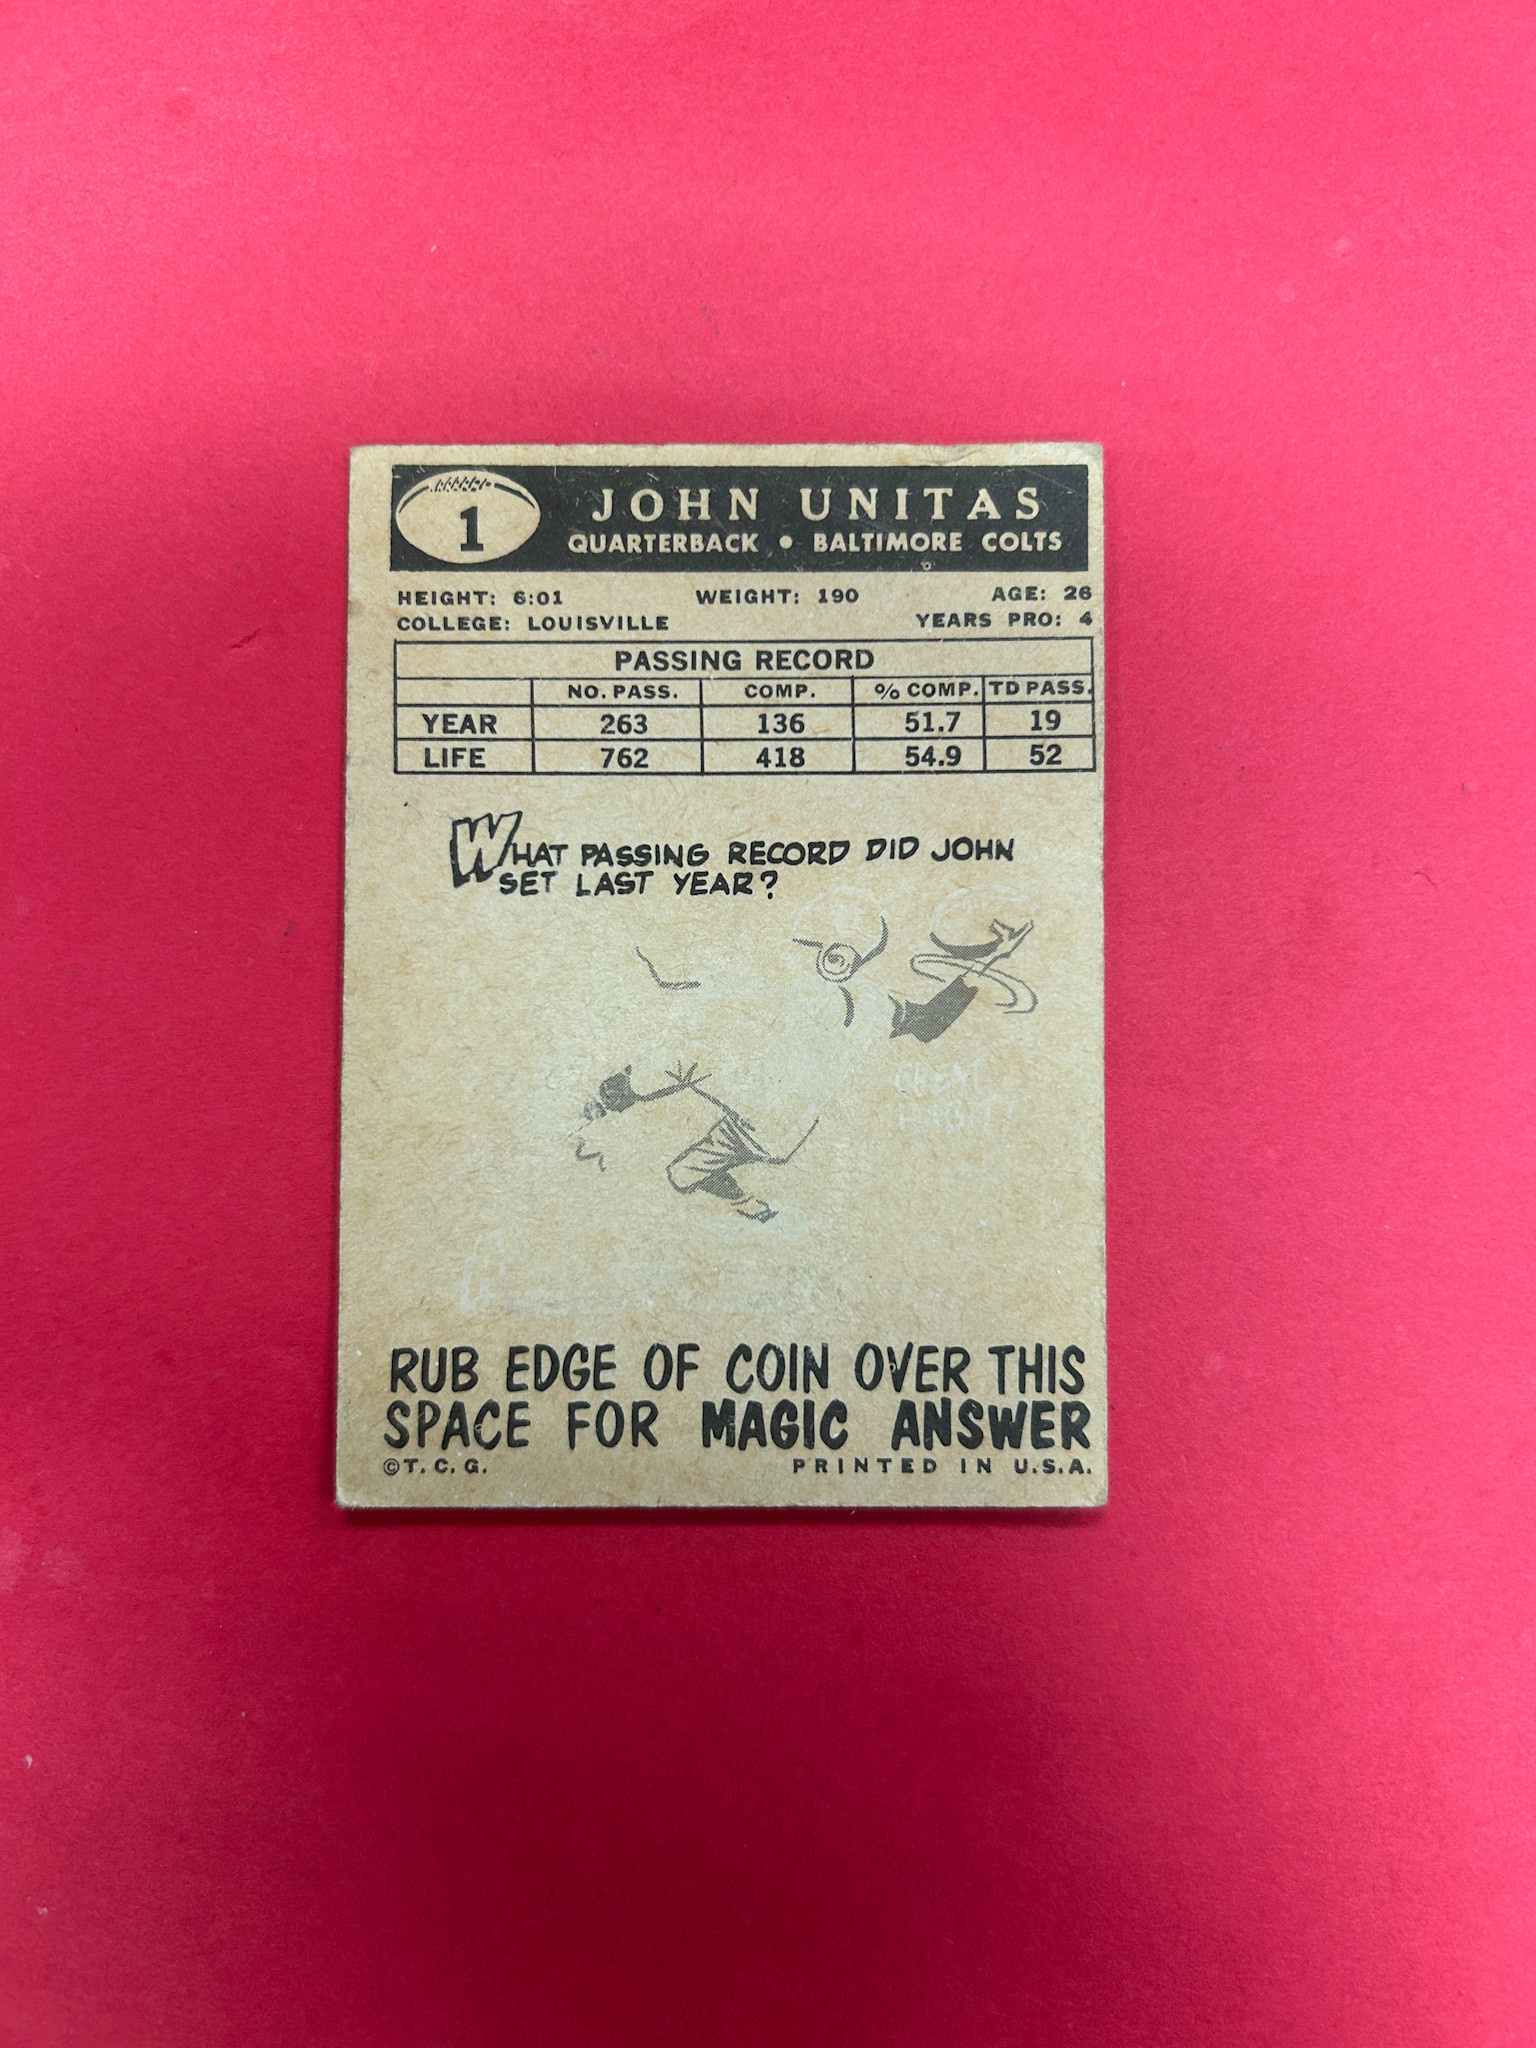 1
JOHN UNITAS
QUARTERBACK • BALTIMORE COLTS
HEIGHT: 6:01 WEIGHT: 190 AGE: 26
COLLEGE: LOUISVILLE YEARS PRO: 4
PASSING RECORD
NO. PASS. COMP. % COMP. TD PASS.
YEAR 263 136 51.7 19
LIFE 762 418 54.9 52
WHAT PASSING RECORD DID JOHN
SET LAST YEAR?
RUB EDGE OF COIN OVER THIS
SPACE FOR MAGIC ANSWER
©T.C.G. PRINTED IN U.S.A.